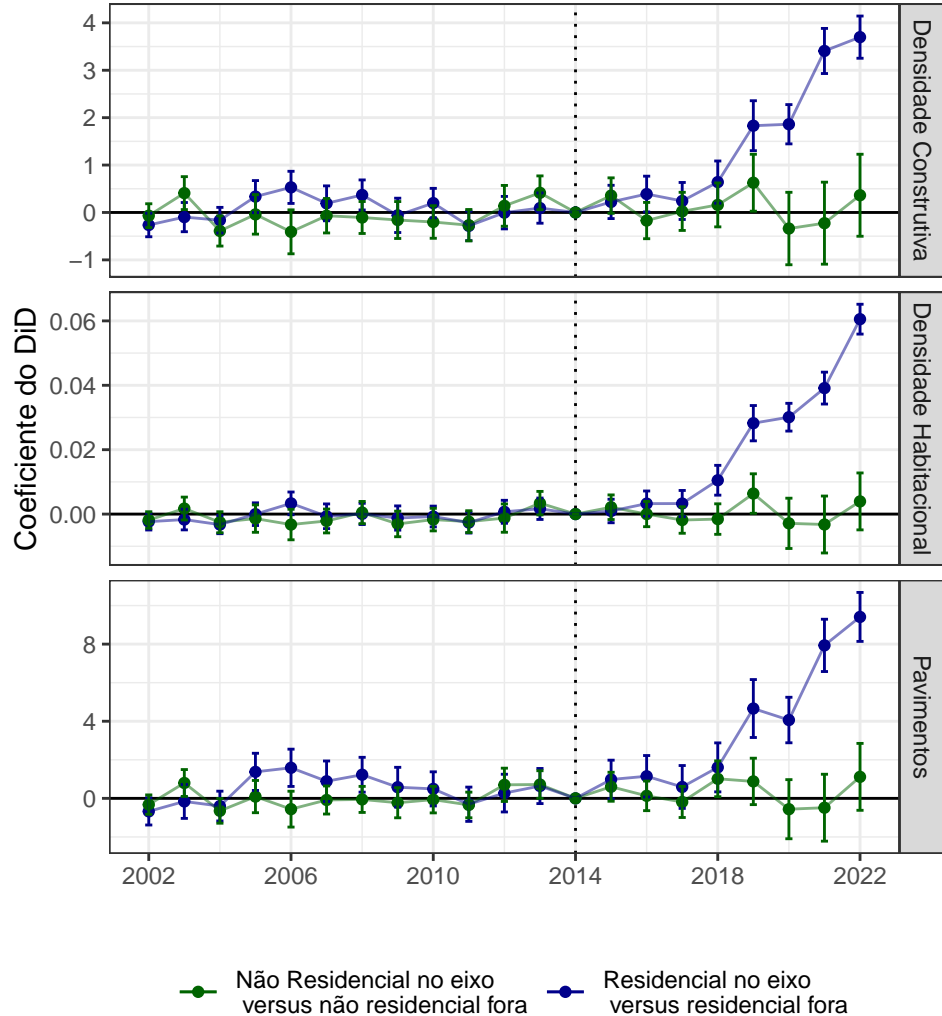 Coeficiente do DiD
4
3
2
1
0
−1
Densidade Construtiva
0.06
0.04
0.02
0.00
Densidade Habitacional
8
4
0
Pavimentos
2002 2006 2010 2014 2018 2022
Não Residencial no eixo
versus não residencial fora
Residencial no eixo
versus residencial fora